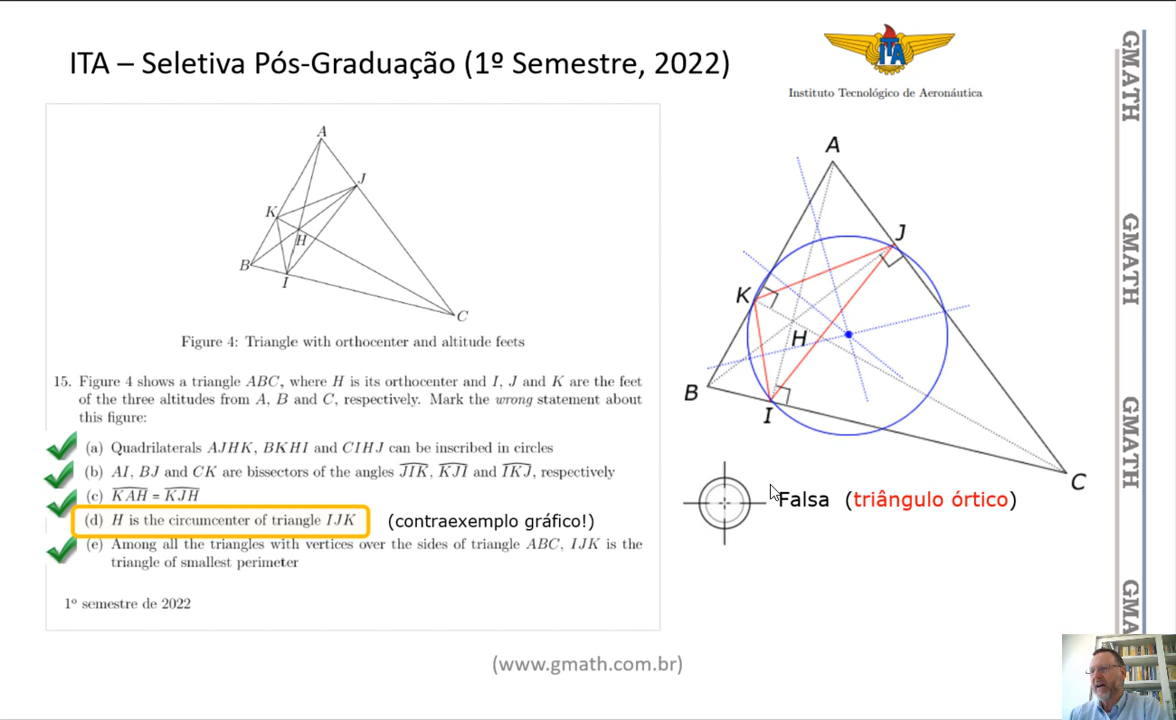 ITA – Seletiva Pós-Graduação (1º Semestre, 2022)
ITA
Instituto Tecnológico de Aeronáutica
GMATH
GMATH
GMATH
GMA
A
J
K
H
B
I
C
Figure 4: Triangle with orthocenter and altitude feets
15. Figure 4 shows a triangle ABC, where H is its orthocenter and I, J and K are the feet
of the three altitudes from A, B and C, respectively. Mark the wrong statement about
this figure:
(a) Quadrilaterals AJHK, BKHI and CIHJ can be inscribed in circles
(b) AI, BJ and CK are bissectors of the angles JIK, KJI and IKJ, respectively
(c) KAH = KJH
(d) H is the circumcenter of triangle IJK
(contraexemplo gráfico!)
(e) Among all the triangles with vertices over the sides of triangle ABC, IJK is the
triangle of smallest perimeter
1º semestre de 2022
A
J
K
H
B
I
C
Falsa (triângulo órtico)
(www.gmath.com.br)